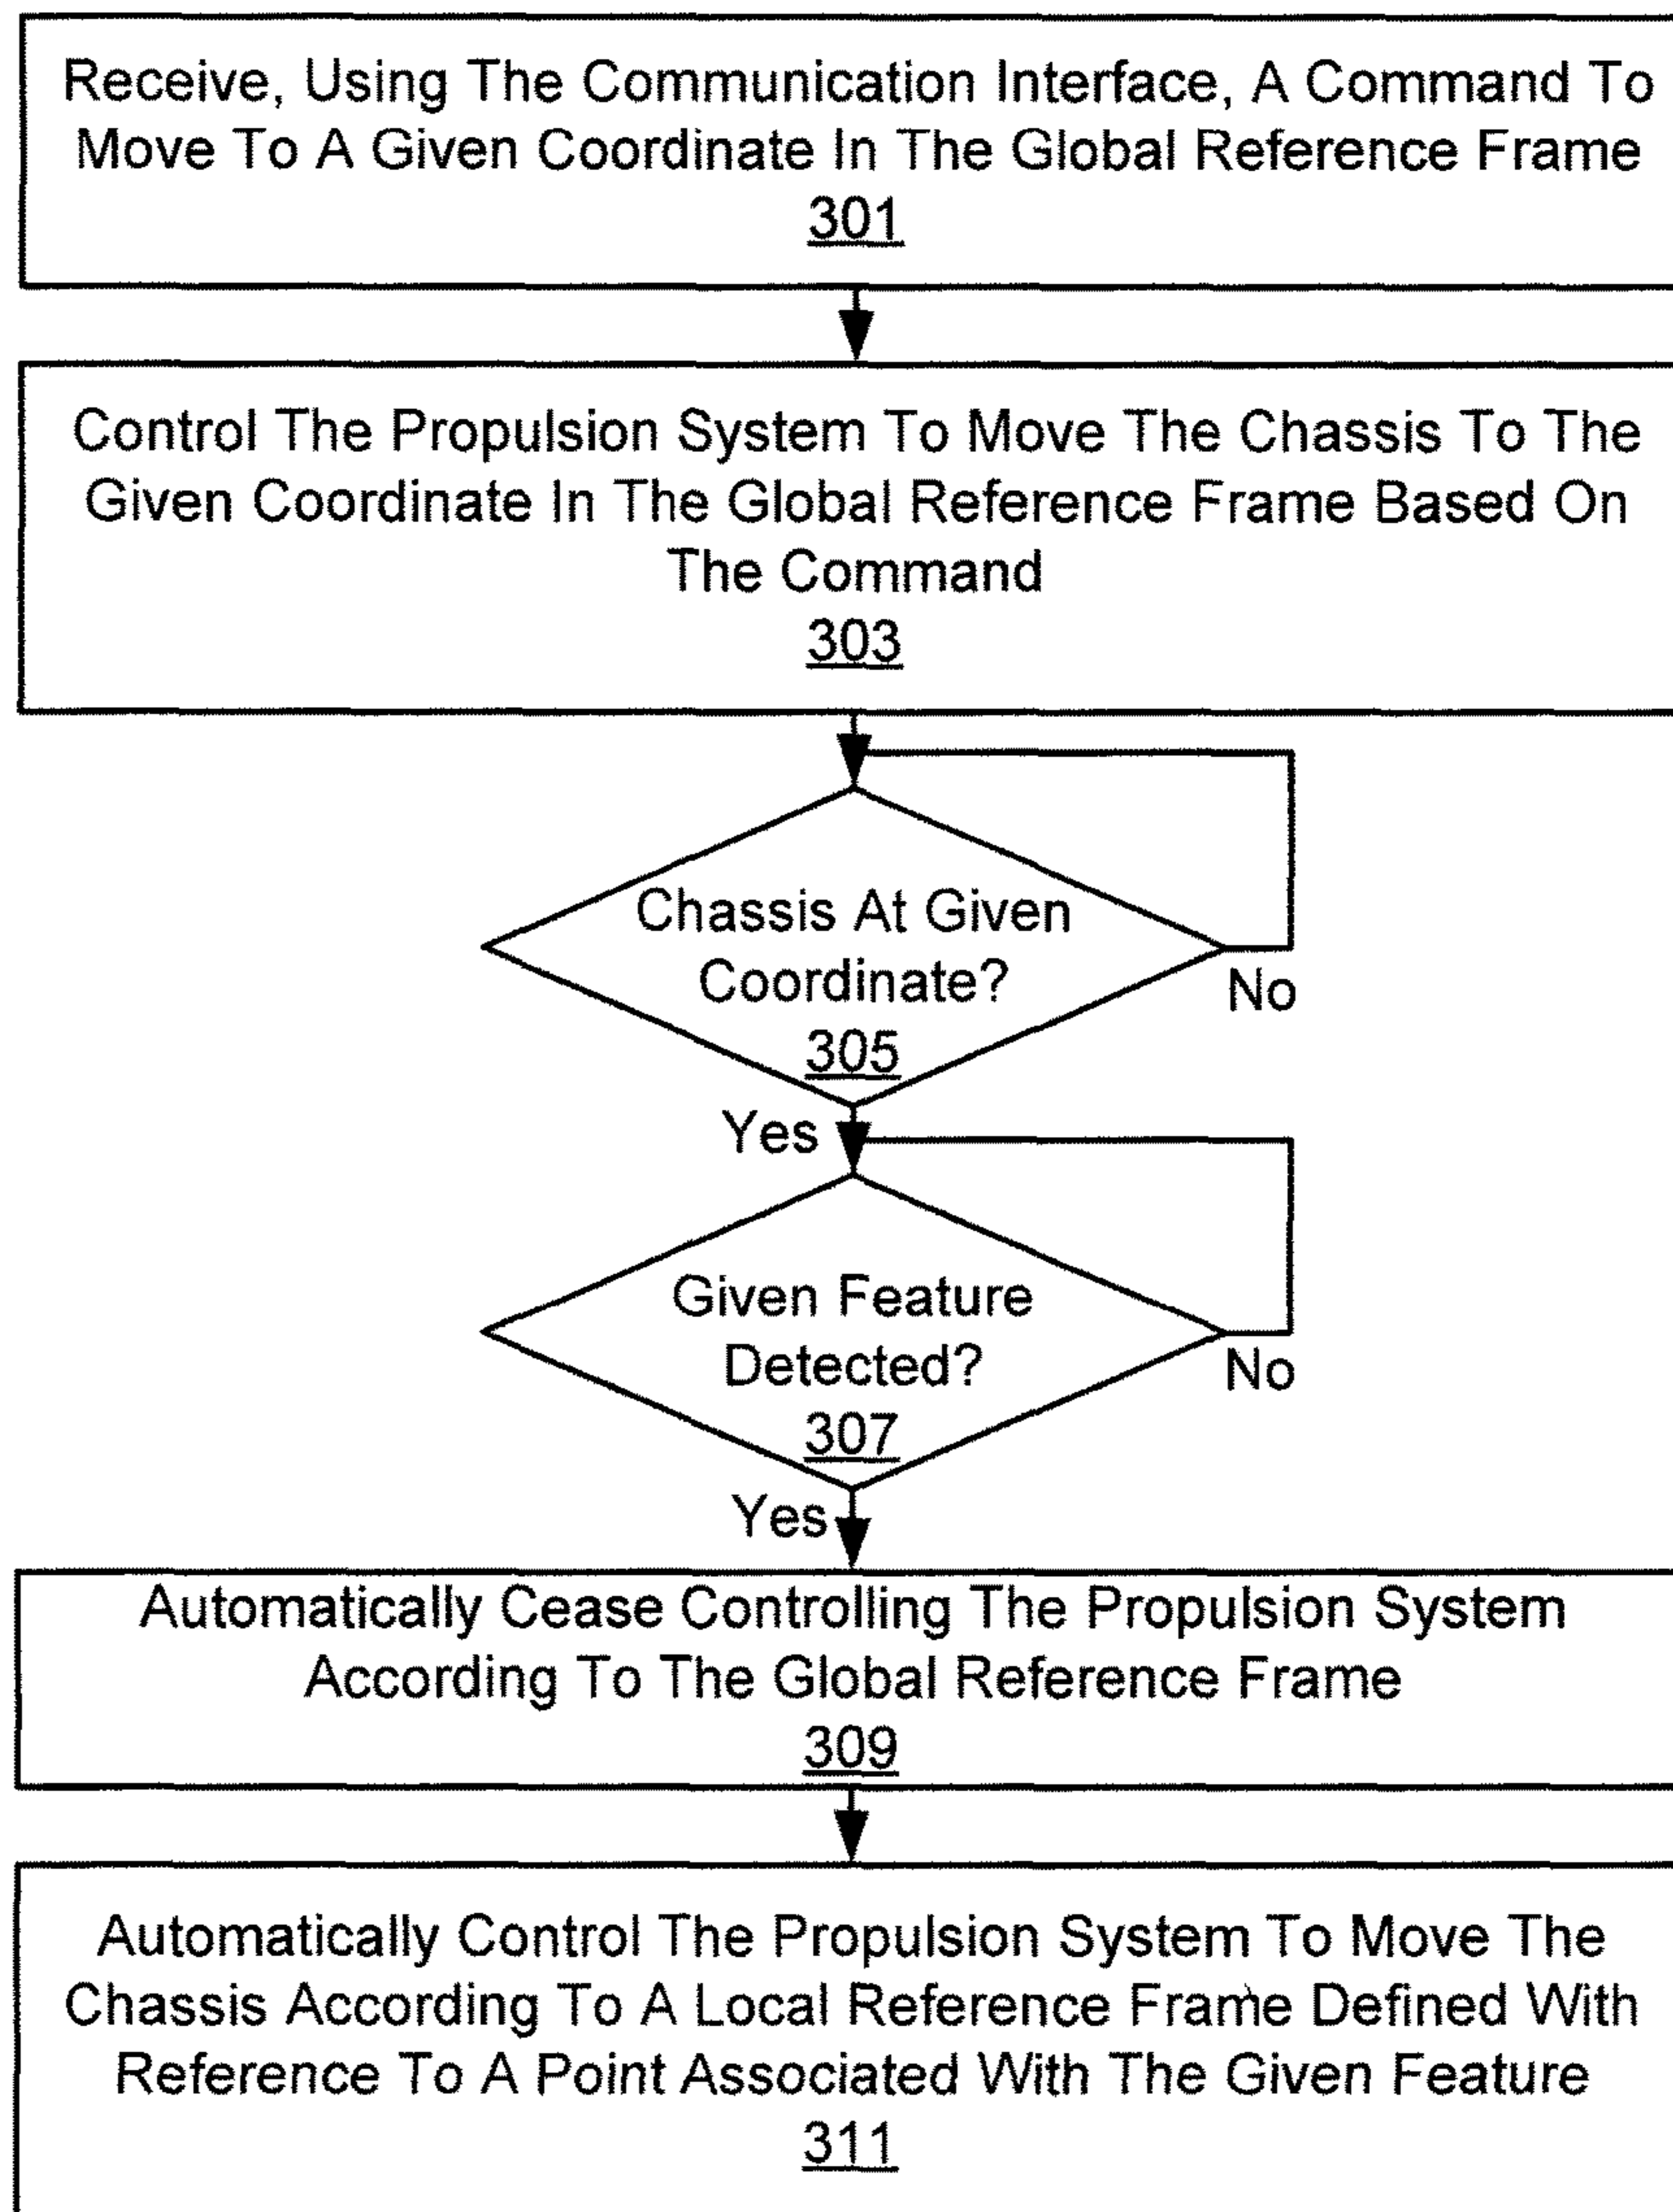 Receive, Using The Communication Interface, A Command To
Move To A Given Coordinate In The Global Reference Frame
301
Control The Propulsion System To Move The Chassis To The
Given Coordinate In The Global Reference Frame Based On
The Command
303
Chassis At Given
Coordinate?
305
No
Yes
Given Feature
Detected?
307
No
Yes
Automatically Cease Controlling The Propulsion System
According To The Global Reference Frame
309
Automatically Control The Propulsion System To Move The
Chassis According To A Local Reference Frame Defined With
Reference To A Point Associated With The Given Feature
311